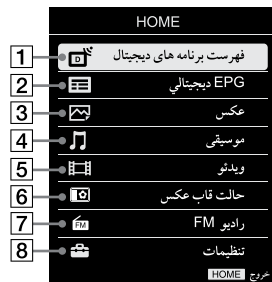 HOME
1 D فهرست برنامه های دیجیتال
2 EPG دیجیتالي
3 عکس
4 موسیقی
5 ویدئو
6 حالت قاب عکس
7 FM رادیو FM
8 تنظیمات
خروج HOME